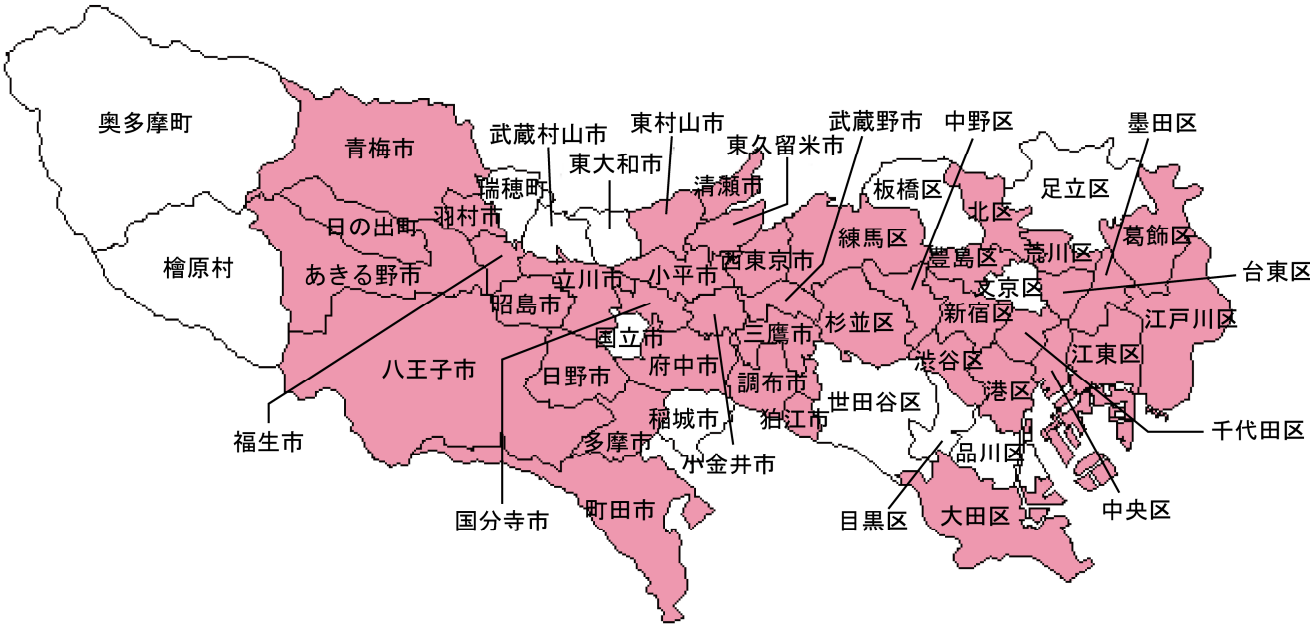 奥多摩町
青梅市
武蔵村山市
東村山市
武蔵野市
中野区
墨田区
東大和市
東久留米市
瑞穂町
清瀬市
板橋区
足立区
羽村市
日の出町
北区
練馬区
葛飾区
檜原村
あきる野市
立川市
小平市
西東京市
豊島区
荒川区
台東区
昭島市
文京区
新宿区
杉並区
江戸川区
国立市
三鷹市
八王子市
日野市
府中市
調布市
渋谷区
港区
江東区
福生市
多摩市
稲城市
狛江市
世田谷区
品川区
千代田区
小金井市
国分寺市
町田市
目黒区
大田区
中央区